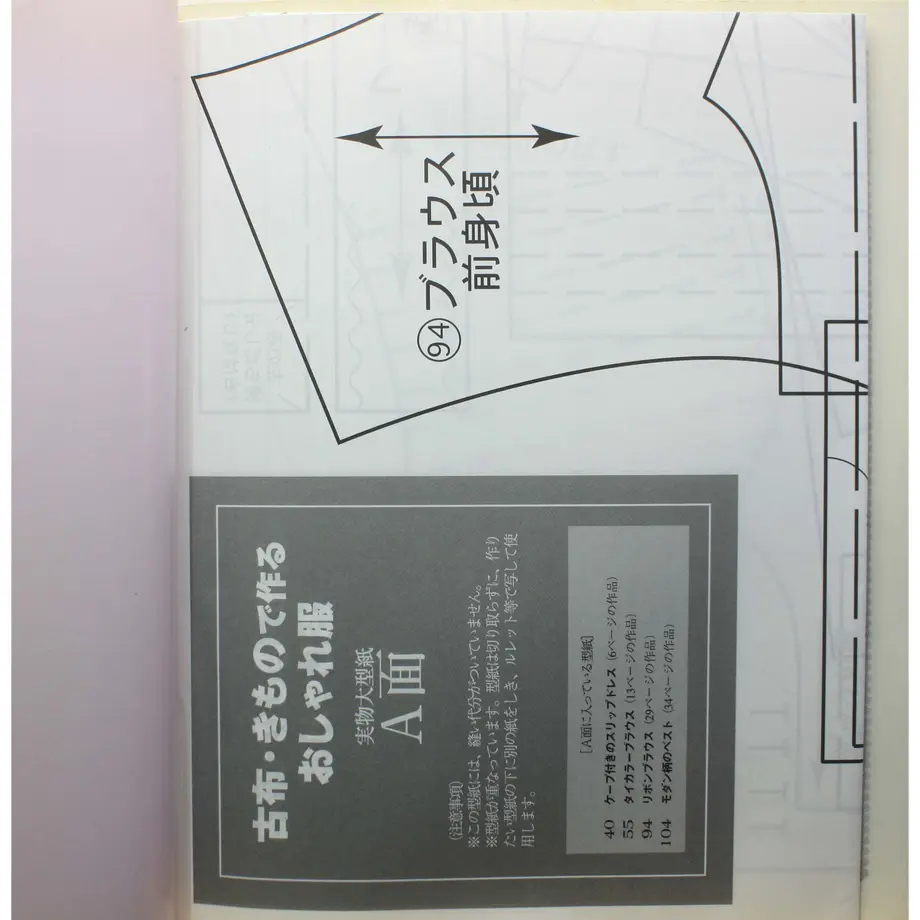 94 ブラウス
前身頃
古布・きもので作る
おしゃれ服
実物大型紙
A面
(注意事項)
※この型紙には、縫い代分がついていません。
※型紙が重なっています。型紙は切り取らずに、作り
たい型紙の下に別の紙をしき、ルレット等で写して使
用します。
[A面に入っている型紙]
40 ケープ付きのスリップドレス (6ページの作品)
55 タイカラーブラウス (13ページの作品)
94 リボンブラウス (29ページの作品)
104 モダン柄のベスト (34ページの作品)